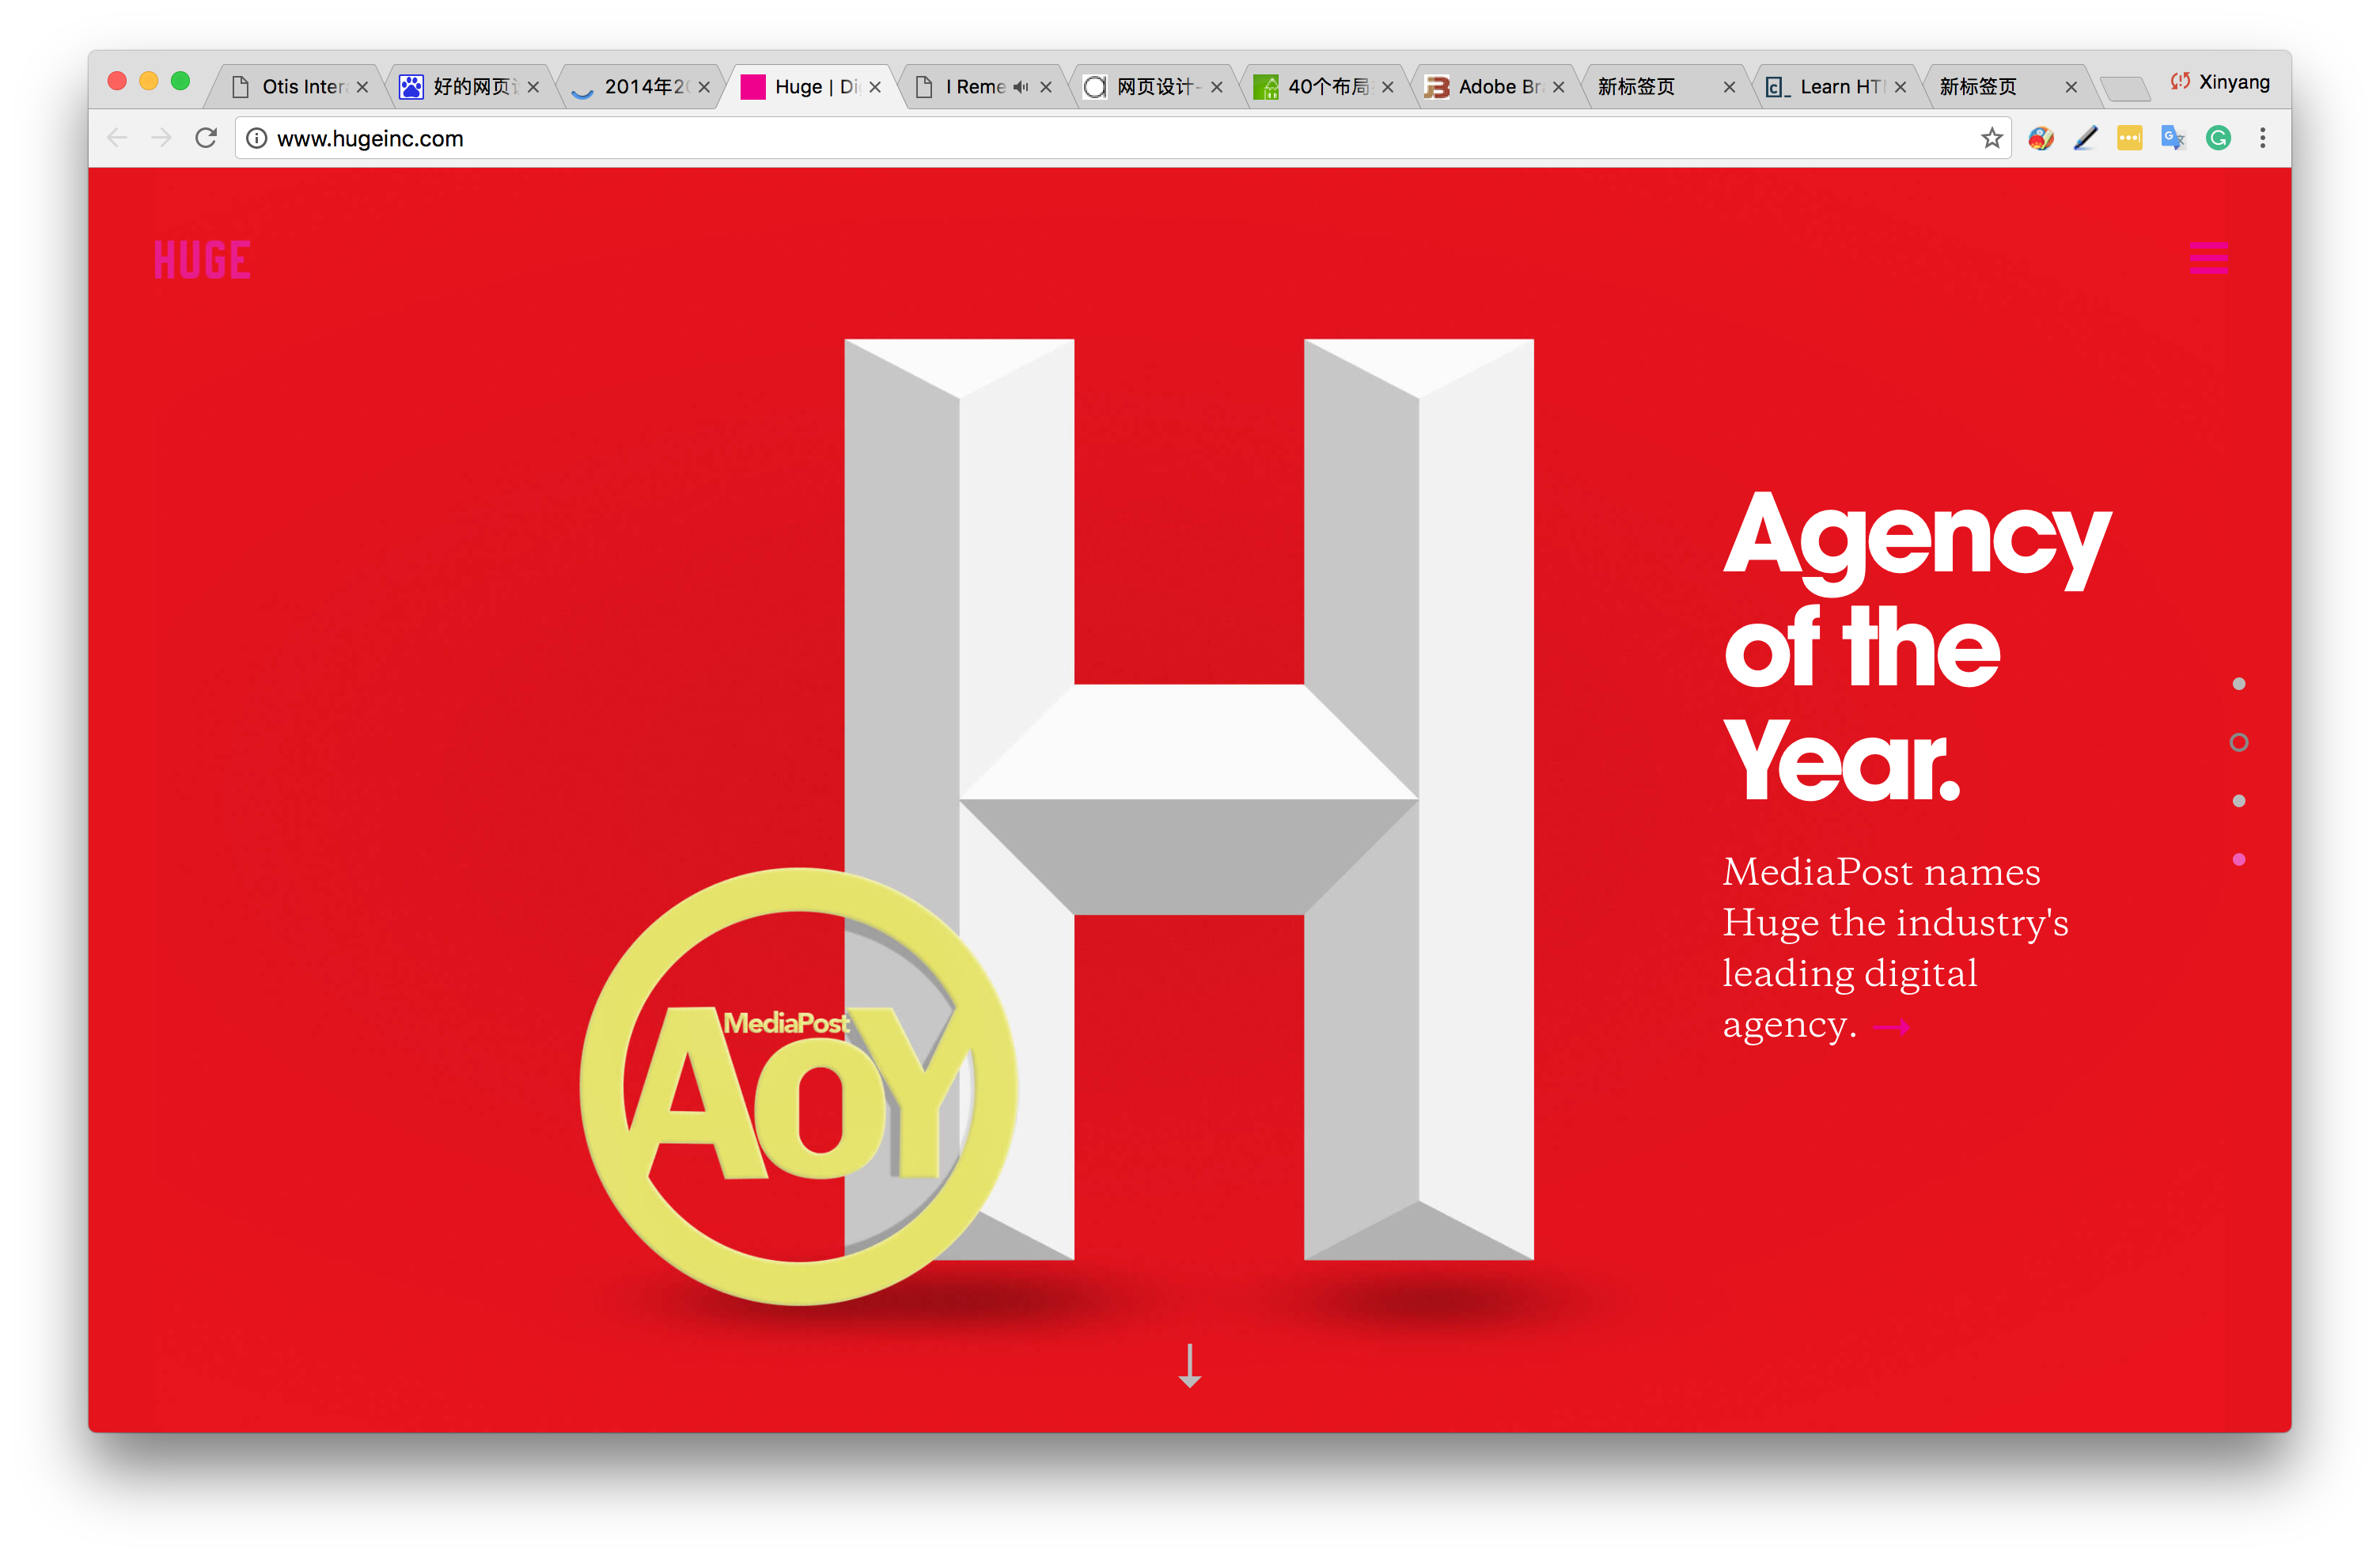 Otis Inter
好的网页
2014年2
Huge | Di
I Reme
网页设计-
40个布局
Adobe Br
新标签页
Learn HT
新标签页
Xinyang
www.hugeinc.com
HUGE
H
Agency
of the
Year.
MediaPost names
Huge the industry's
leading digital
agency. →
MediaPost
AoY